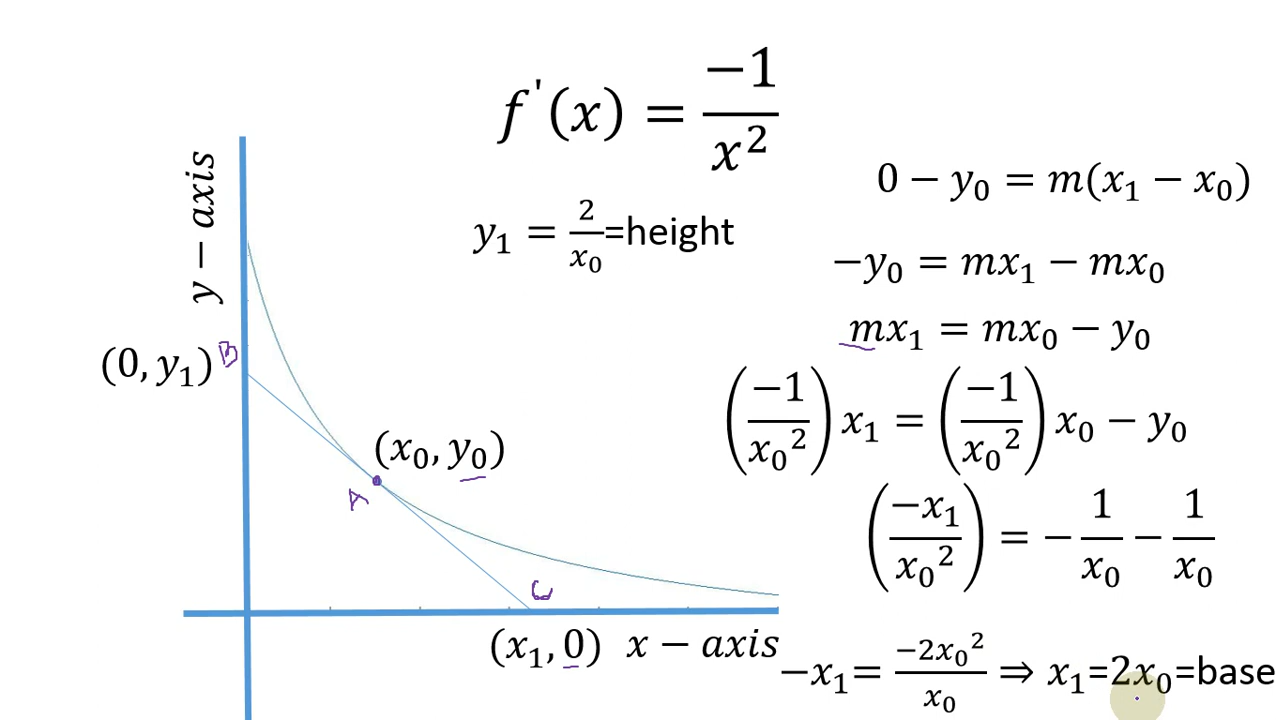 f'(x) = −1/x²
y₁ = 2/x₀=height
y − axis
(0, y₁) B
(x₀, y₀)
A
C
(x₁, 0) x − axis
0 − y₀ = m(x₁ − x₀)
−y₀ = mx₁ − mx₀
mx₁ = mx₀ − y₀
(−1/x₀²) x₁ = (−1/x₀²) x₀ − y₀
(−x₁/x₀²) = − 1/x₀ − 1/x₀
−x₁= −2x₀²/x₀ ⇒ x₁=2x₀=base